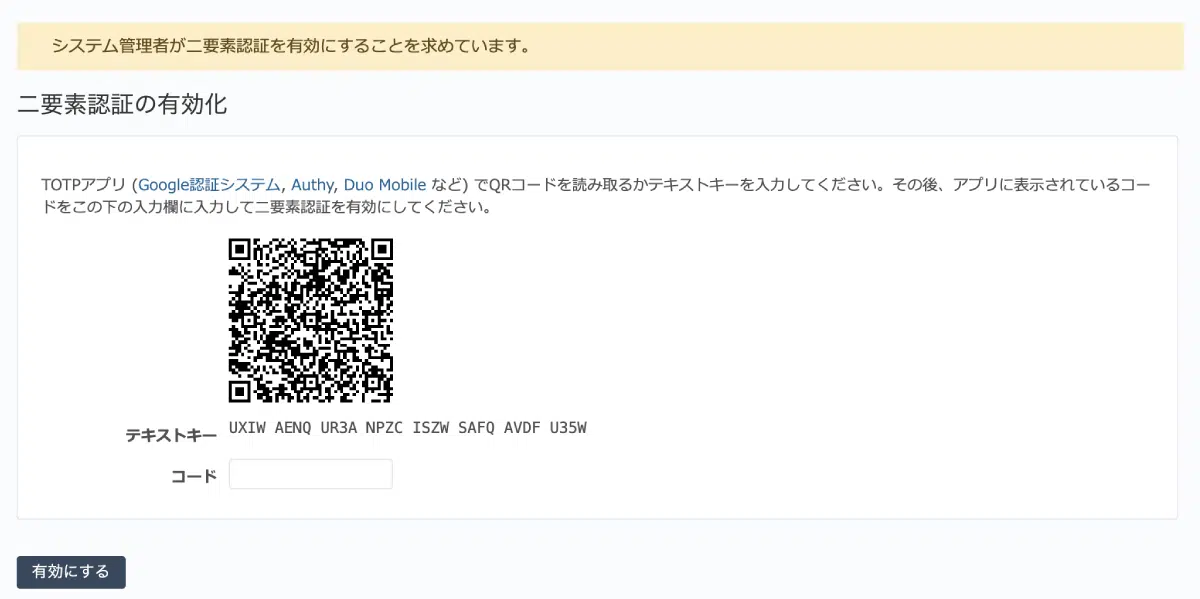 システム管理者が二要素認証を有効にすることを求めています。
二要素認証の有効化
TOTPアプリ (Google認証システム, Authy, Duo Mobile など) でQRコードを読み取るかテキストキーを入力してください。その後、アプリに表示されているコー
ドをこの下の入力欄に入力して二要素認証を有効にしてください。
テキストキー UXIW AENQ UR3A NPZC ISZW SAFQ AVDF U35W
コード
有効にする